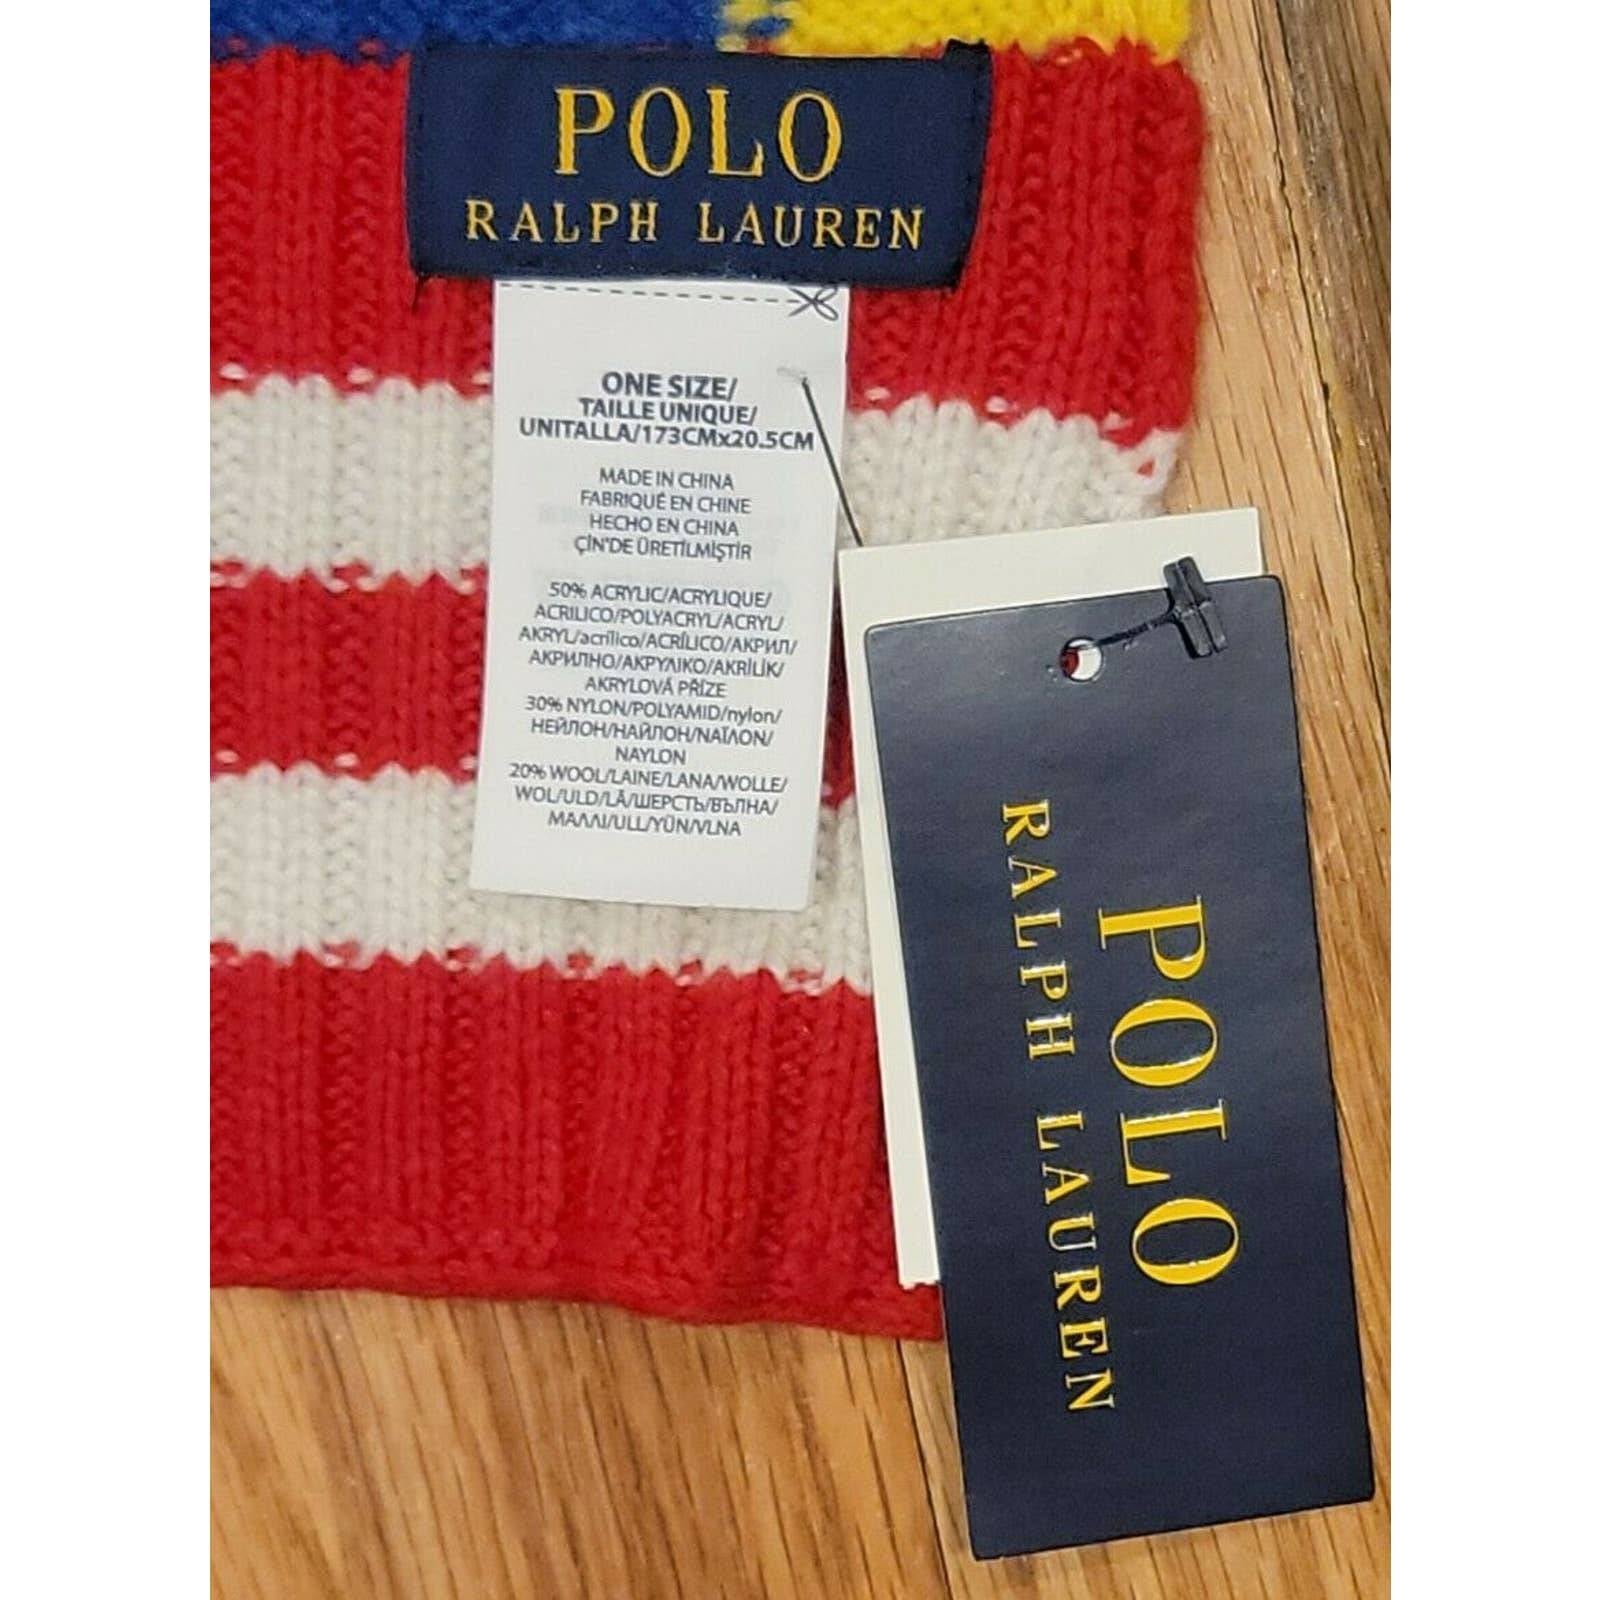 POLO
RALPH LAUREN
ONE SIZE/
TAILLE UNIQUE/
UNITALLA/173CMx20.5CM
MADE IN CHINA
FABRIQUÉ EN CHINE
HECHO EN CHINA
ÇİN'DE ÜRETİLMİŞTİR
50% ACRYLIC/ACRYLIQUE/
ACRILICO/POLYACRYL/ACRYL/
AKRYL/acrílico/ACRÍLICO/АКРИЛ/
АКРИЛНО/ΑΚΡΥΛΙΚΟ/AKRİLİK/
AKRYLOVÁ PŘÍZE
30% NYLON/POLYAMID/nylon/
НЕЙЛОН/НАЙЛОН/ΝΑΪΛΟΝ/
NAYLON
20% WOOL/LAINE/LANA/WOLLE/
WOL/ULD/LÃ/ШЕРСТЬ/ВЪЛНА/
ΜΑΛΛΙ/ULL/YÜN/VLNA
POLO
RALPH LAUREN